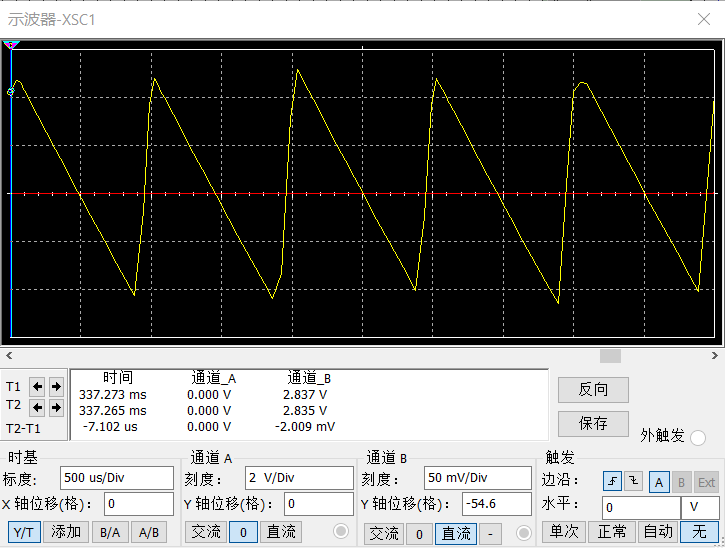 示波器-XSC1
时间 通道_A 通道_B
T1 337.273 ms 0.000 V 2.837 V
T2 337.265 ms 0.000 V 2.835 V
T2-T1 -7.102 us -2.009 mV
反向
保存
外触发
时基
标度: 500 us/Div
X 轴位移(格): 0
Y/T 添加 B/A A/B
通道 A
刻度: 2 V/Div
Y 轴位移(格): 0
交流 0 直流
通道 B
刻度: 50 mV/Div
Y 轴位移(格): -54.6
交流 0 直流 -
触发
边沿: A B Ext
水平: 0 V
单次 正常 自动 无